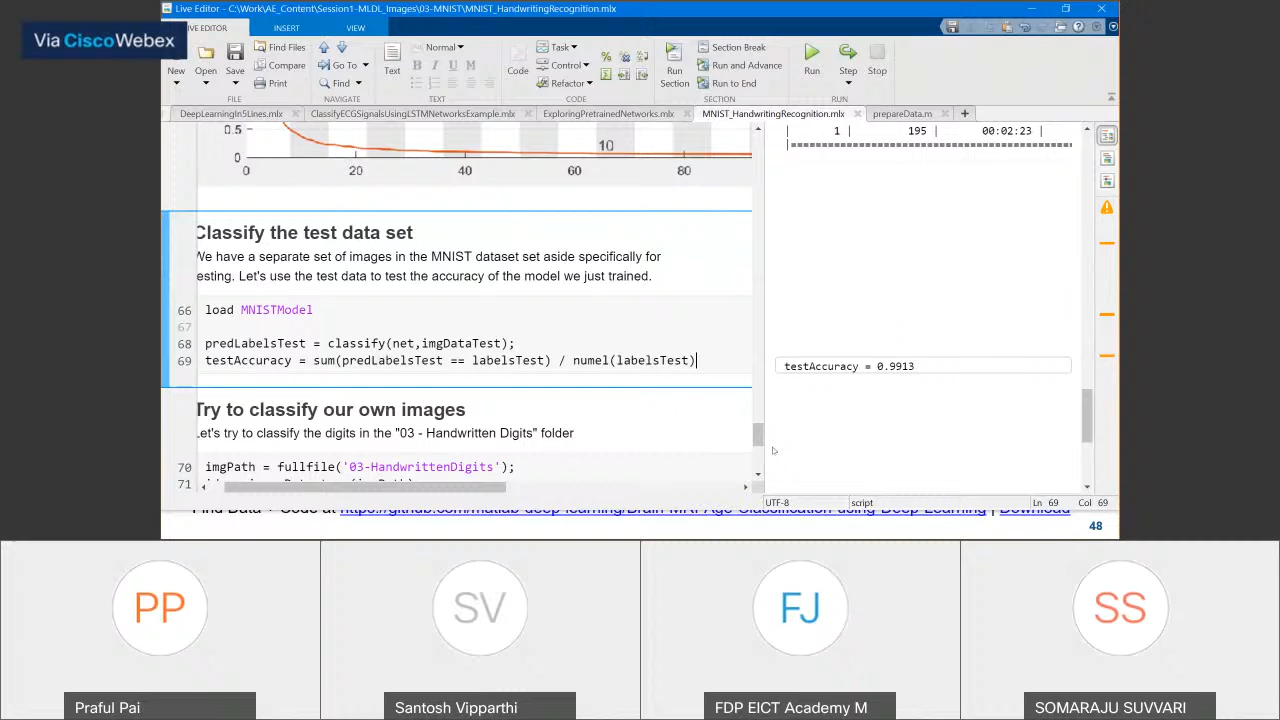 Live Editor - C:\Work\AE_Content\Session1-MLDL_Images\03-MNIST\MNIST_HandwritingRecognition.mlx
Via Cisco Webex
LIVE EDITOR INSERT VIEW
New Open Save
Find Files
Compare
Print
Go To
Find
Text
Normal
B I U M
Code
Task
Control
Refactor
Run Section
Section Break
Run and Advance
Run to End
Run Step Stop
FILE NAVIGATE TEXT CODE SECTION RUN
DeepLearningIn5Lines.mlx ClassifyECGSignalsUsingLSTMNetworksExample.mlx ExploringPretrainedNetworks.mlx MNIST_HandwritingRecognition.mlx prepareData.m
0.5
10
0
0 20 40 60 80
| 1 | 195 | 00:02:23 |
|========================================
Classify the test data set
We have a separate set of images in the MNIST dataset set aside specifically for
testing. Let's use the test data to test the accuracy of the model we just trained.
66 load MNISTModel
67
68 predLabelsTest = classify(net,imgDataTest);
69 testAccuracy = sum(predLabelsTest == labelsTest) / numel(labelsTest)
testAccuracy = 0.9913
Try to classify our own images
Let's try to classify the digits in the "03 - Handwritten Digits" folder
70 imgPath = fullfile('03-HandwrittenDigits');
71
UTF-8 script Ln 69 Col 69
48
PP SV FJ SS
Praful Pai
Santosh Vipparthi
FDP EICT Academy M
SOMARAJU SUVVARI